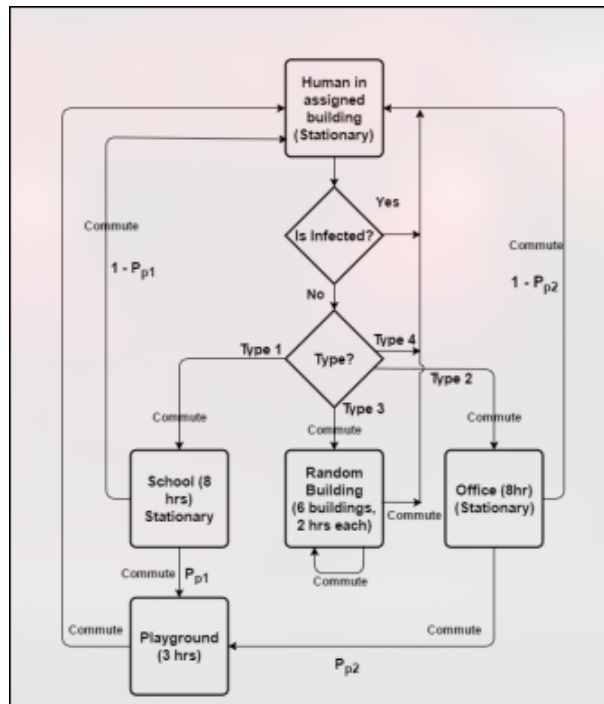 Human in
assigned
building
(Stationary)
Is Infected?
Yes
No
Commute
1 - Pp1
Commute
1 - Pp2
Type?
Type 1
Type 4
Type 2
Type 3
Commute
Commute
Commute
School (8
hrs)
Stationary
Random
Building
(6 buildings,
2 hrs each)
Commute
Office (8hr)
(Stationary)
Commute
Commute
Pp1
Commute
Playground
(3 hrs)
Commute
Pp2